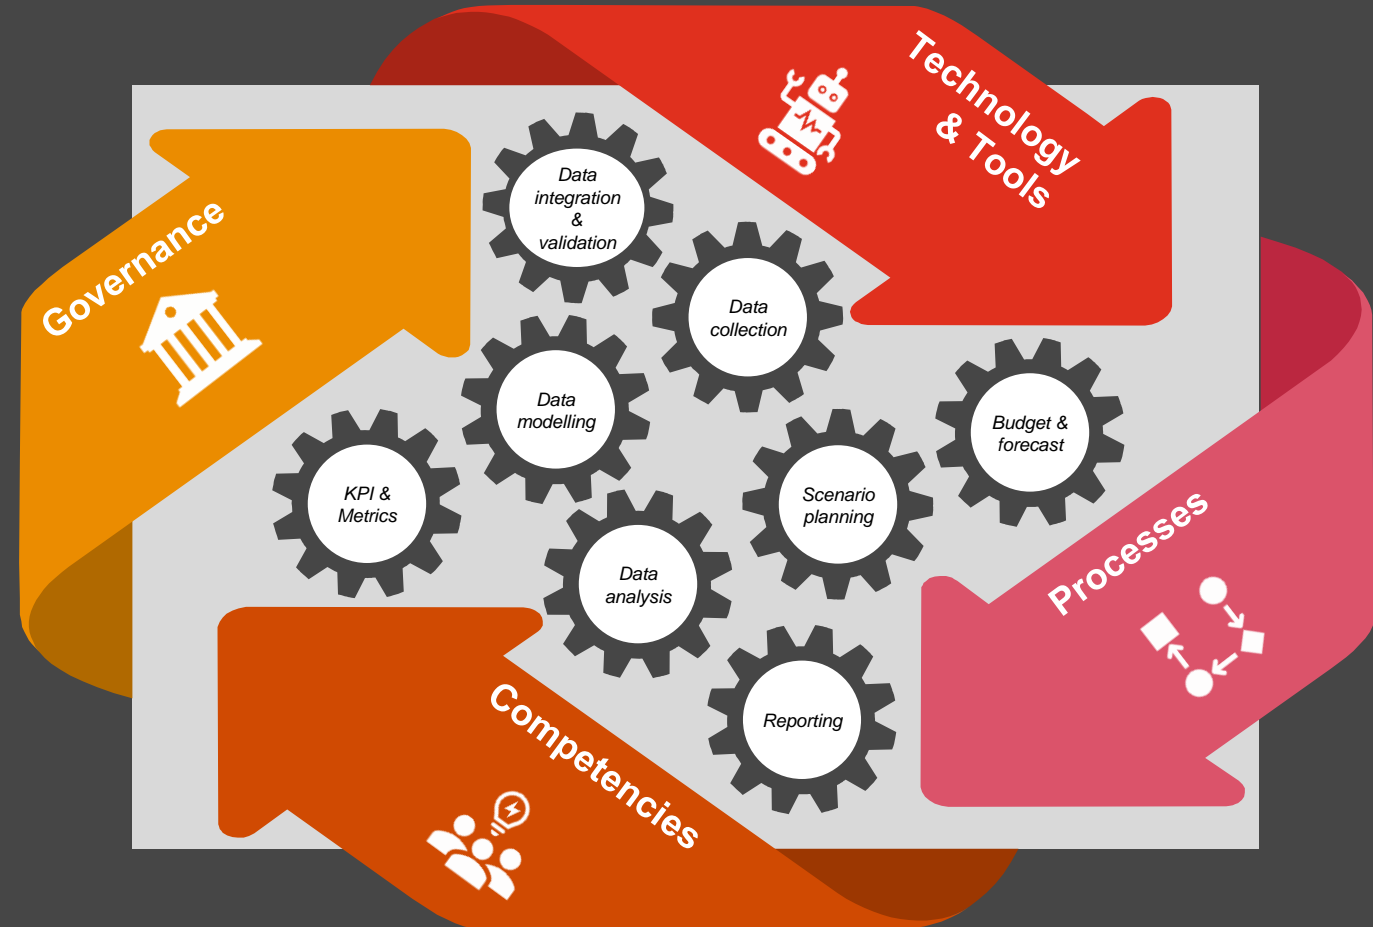 Technology
& Tools
Governance
Data
integration
&
validation
Data
collection
Data
modelling
Budget &
forecast
KPI &
Metrics
Scenario
planning
Data
analysis
Processes
Competencies
Reporting